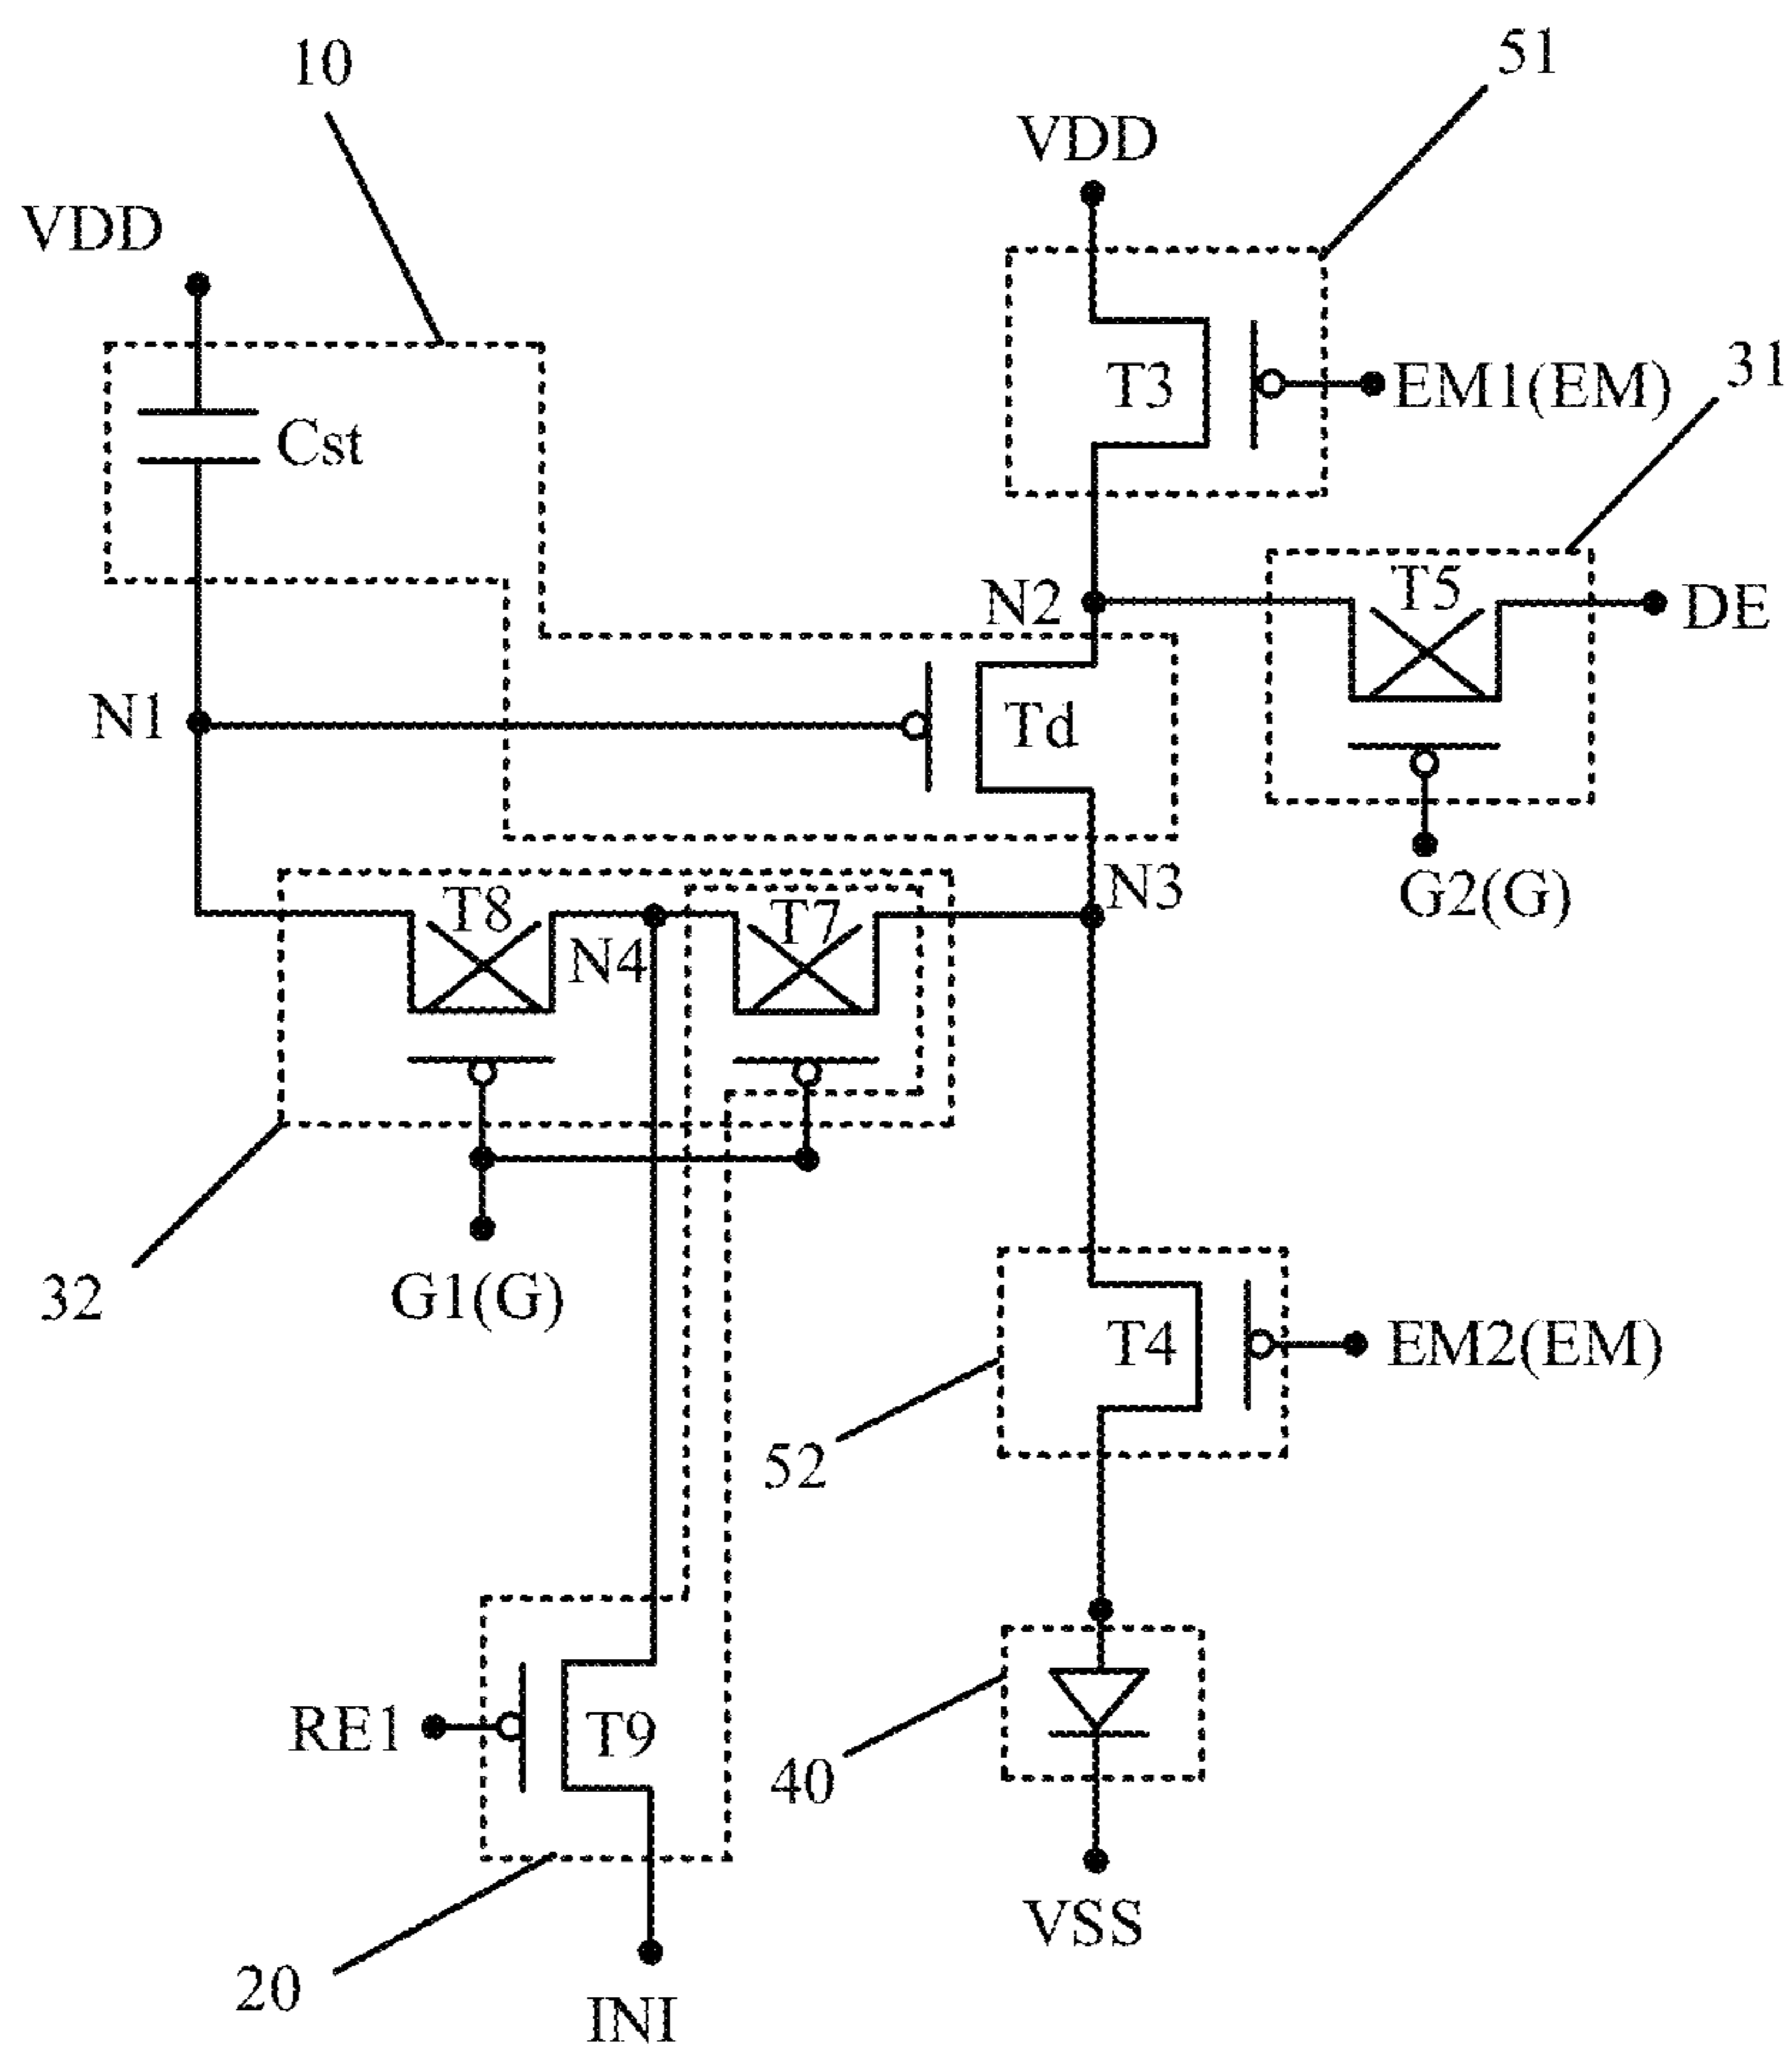 10
51
VDD
VDD
T3
EM1(EM)
31
Cst
N2
T5
DE
N1
Td
G2(G)
N3
T8
T7
N4
32
G1(G)
T4
EM2(EM)
52
RE1
T9
40
VSS
20
INI